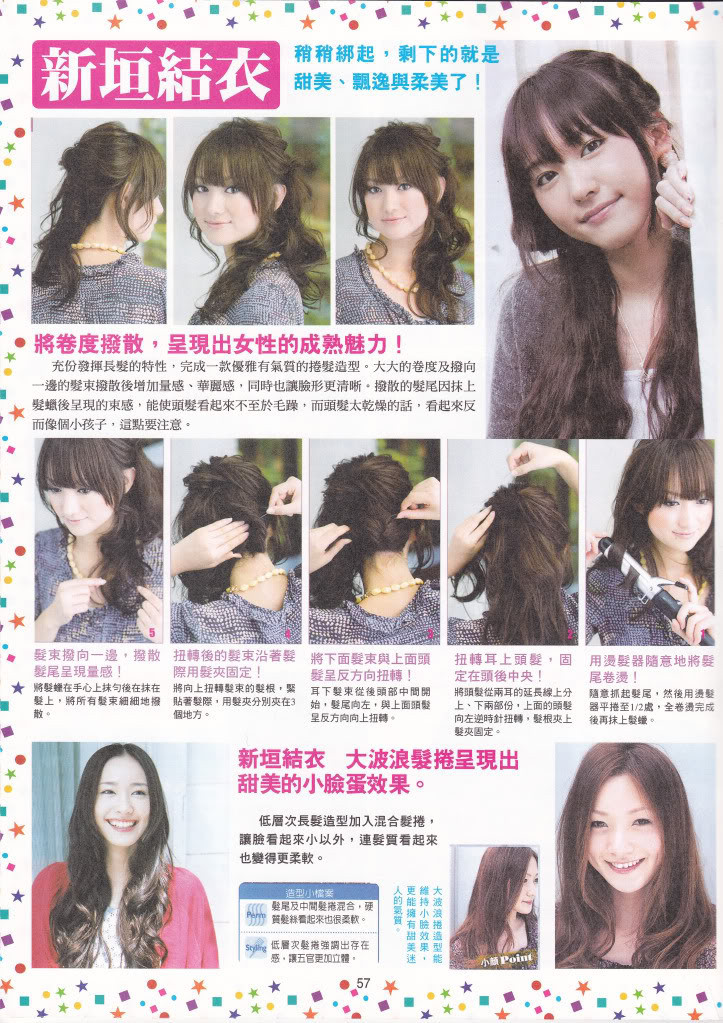 新垣結衣
稍稍綁起，剩下的就是
甜美、飄逸與柔美了！
將卷度撥散，呈現出女性的成熟魅力！
充份發揮長髮的特性，完成一款優雅有氣質的捲髮造型。大大的卷度及撥向
一邊的髮束撥散後增加量感、華麗感，同時也讓臉形更清晰。撥散的髮尾因抹上
髮蠟後呈現的束感，能使頭髮看起來不至於毛躁，而頭髮太乾燥的話，看起來反
而像個小孩子，這點要注意。
5
4
3
2
1
髮束撥向一邊，撥散
髮尾呈現量感！
將髮蠟在手心上抹勻後在抹在
髮上，將所有髮束細細地撥
散。
扭轉後的髮束沿著髮
際用髮夾固定！
將向上扭轉髮束的髮根，緊
貼著髮際，用髮夾分別夾在3
個地方。
將下面髮束與上面頭
髮呈反方向扭轉！
耳下髮束從後頭部中間開
始，髮尾向左，與上面頭髮
呈反方向向上扭轉。
扭轉耳上頭髮，固
定在頭後中央！
將頭髮從兩耳的延長線上分
上、下兩部份，上面的頭髮
向左逆時針扭轉，髮根夾上
髮夾固定。
用燙髮器隨意地將髮
尾卷燙！
隨意抓起髮尾，然後用燙髮
器平捲至1/2處，全卷燙完成
後再抹上髮蠟。
新垣結衣　大波浪髮捲呈現出
甜美的小臉蛋效果。
低層次長髮造型加入混合髮捲，
讓臉看起來小以外，連髮質看起來
也變得更柔軟。
造型小檔案
Perm
髮尾及中間髮捲混合，硬
質髮絲看起來也很柔軟。
Styling
低層次髮捲強調出存在
感，讓五官更加立體。
大波浪捲造型能
維持小臉效果，
更能擁有甜美迷
人的氣質。
小顏Point
57